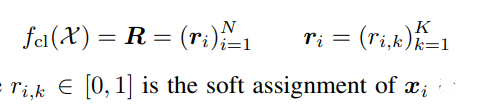 f_cl(𝒳) = R = (r_i)_{i=1}^N    r_i = (r_{i,k})_{k=1}^K
r_{i,k} ∈ [0, 1] is the soft assignment of x_i